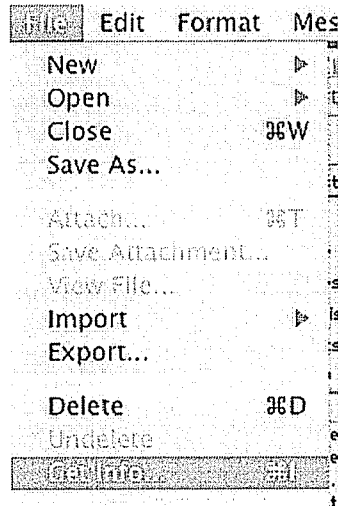 File Edit Format Mes
New
Open
Close ⌘W
Save As...
Attach... ⌘T
Save Attachment...
View File...
Import
Export...
Delete ⌘D
Undelete
Get Info... ⌘I